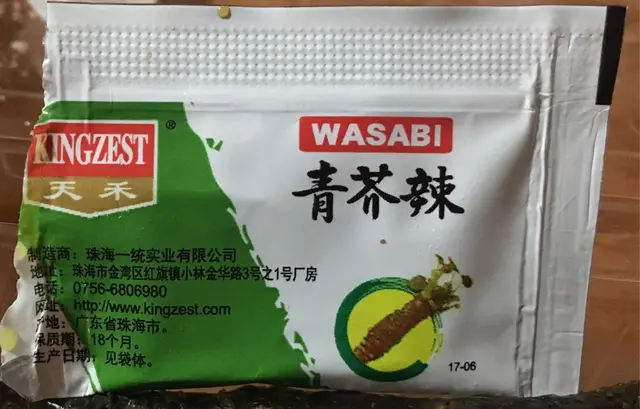 KINGZEST
®
天禾
WASABI
青芥辣
制造商：珠海一统实业有限公司
地址：珠海市金湾区红旗镇小林金华路3号之1号厂房
电话：0756-6806980
网址：http://www.kingzest.com
产地：广东省珠海市。
保质期：18个月。
生产日期：见袋体。
17-06